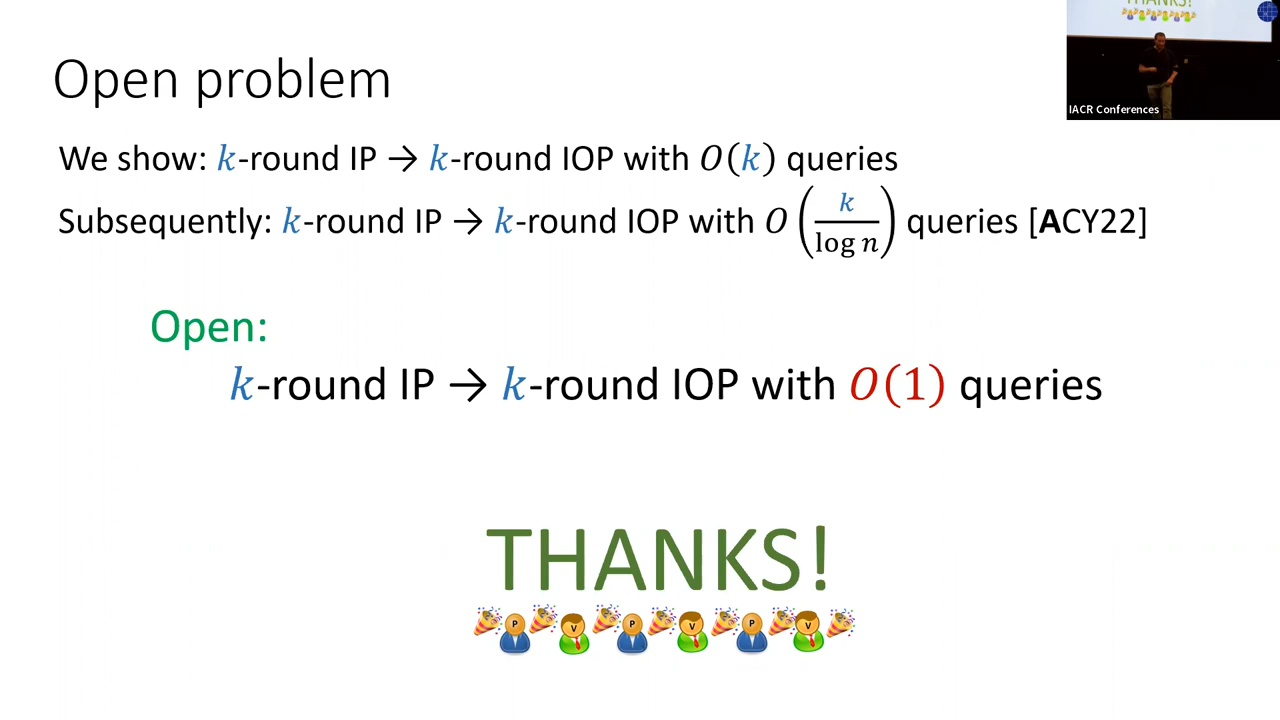 THANKS!
IACR Conferences
Open problem
We show: k-round IP → k-round IOP with O(k) queries
Subsequently: k-round IP → k-round IOP with O(k/log n) queries [ACY22]
Open:
k-round IP → k-round IOP with O(1) queries
THANKS!
P V P V P V